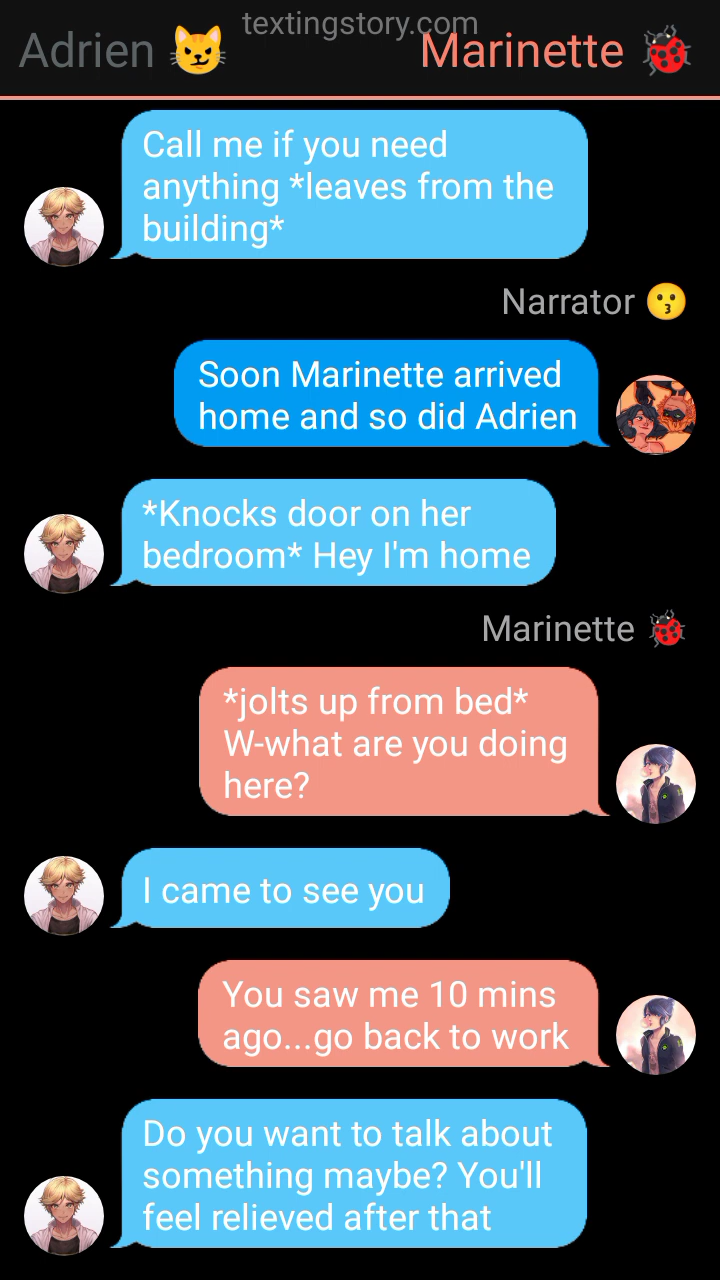 textingstory.com
Adrien 😼
Marinette 🐞
Call me if you need
anything *leaves from the
building*
Narrator 😗
Soon Marinette arrived
home and so did Adrien
*Knocks door on her
bedroom* Hey I'm home
Marinette 🐞
*jolts up from bed*
W-what are you doing
here?
I came to see you
You saw me 10 mins
ago...go back to work
Do you want to talk about
something maybe? You'll
feel relieved after that